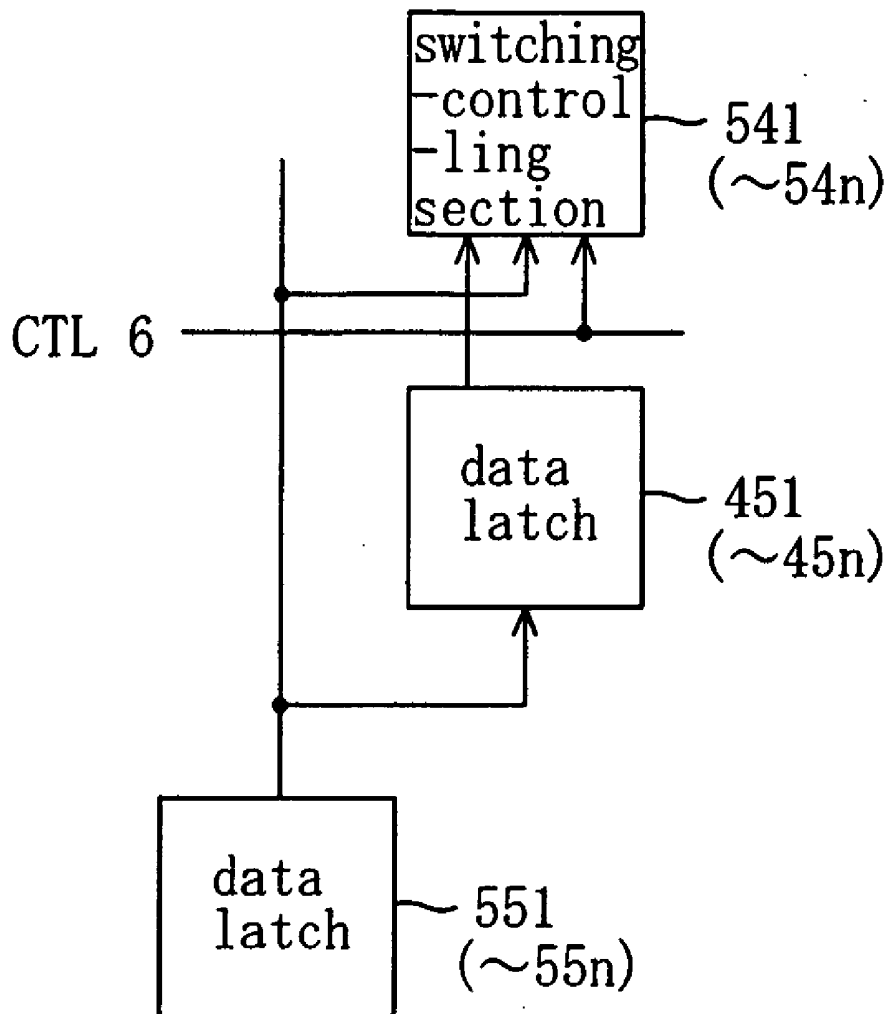 switching
-control
-ling
section
541
(~54n)
CTL 6
data
latch
451
(~45n)
data
latch
551
(~55n)